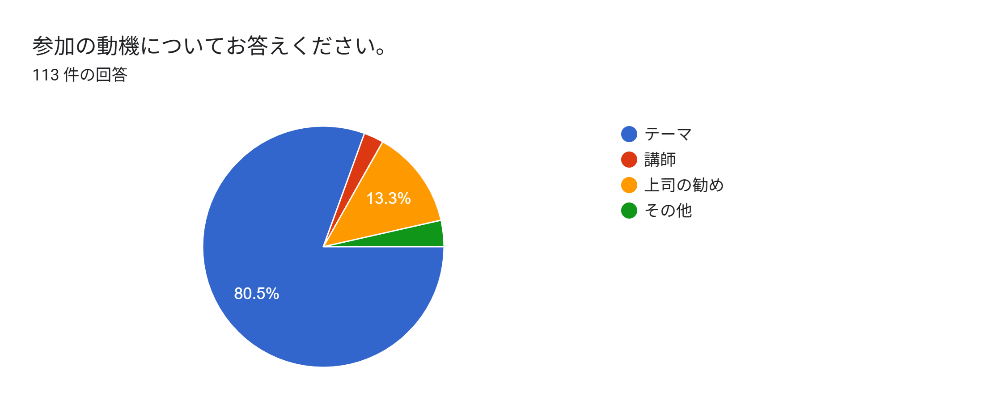 参加の動機についてお答えください。
113 件の回答
テーマ
講師
上司の勧め
その他
13.3%
80.5%